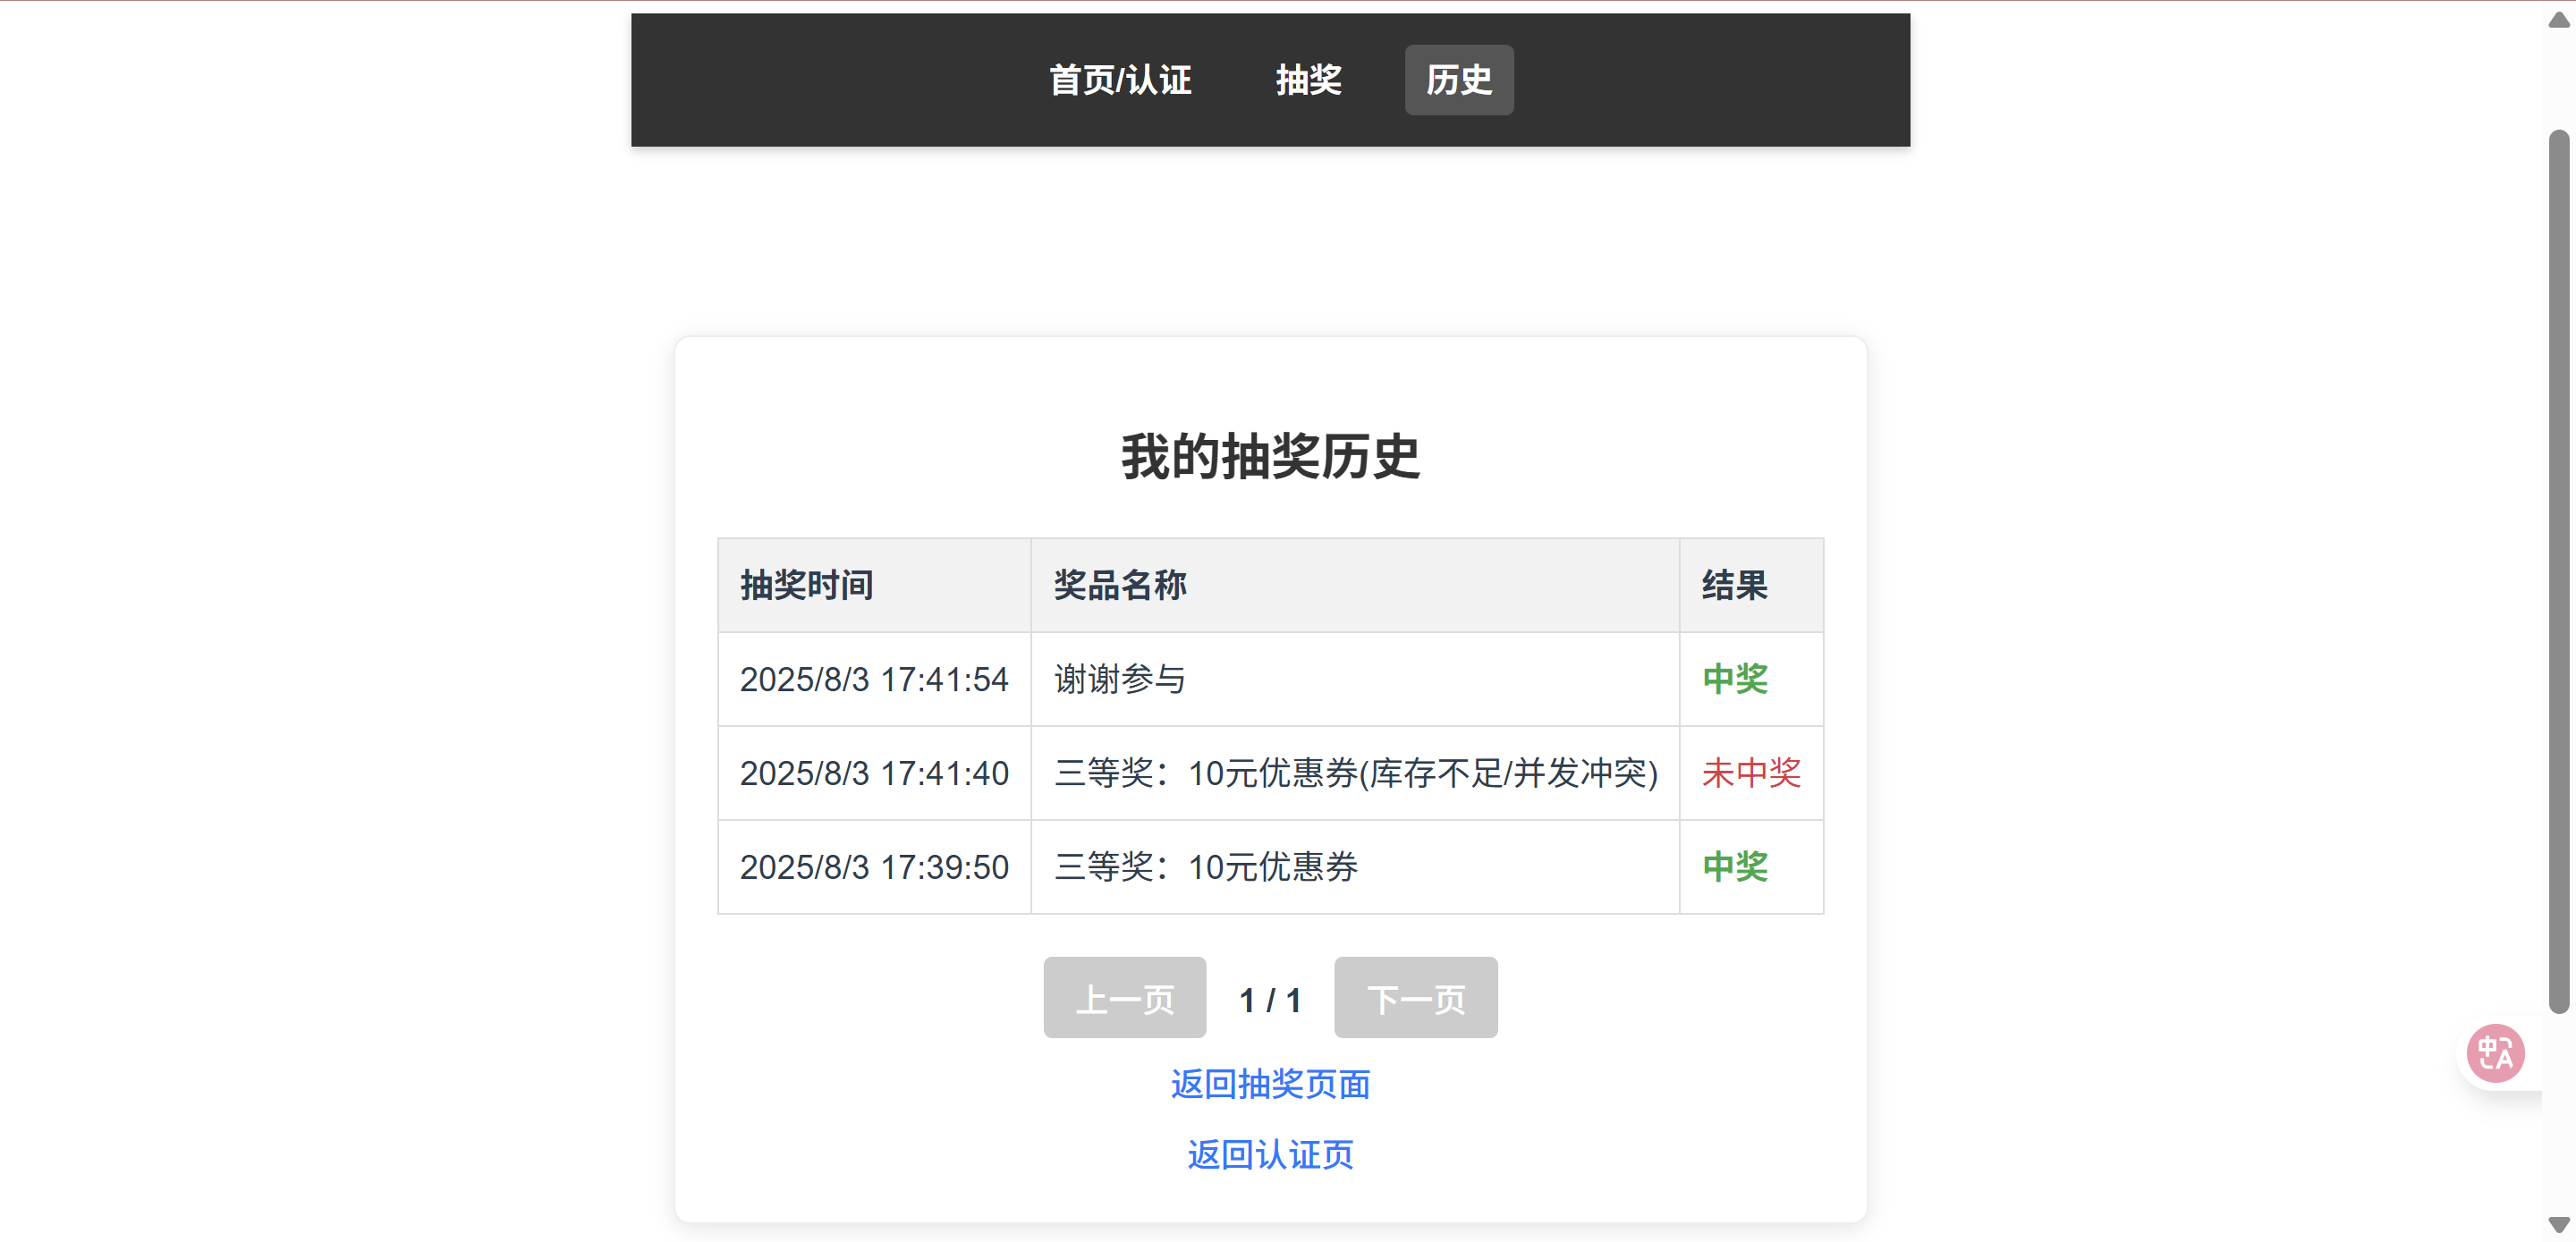 首页/认证 抽奖 历史
我的抽奖历史
抽奖时间 奖品名称 结果
2025/8/3 17:41:54 谢谢参与 中奖
2025/8/3 17:41:40 三等奖：10元优惠券(库存不足/并发冲突) 未中奖
2025/8/3 17:39:50 三等奖：10元优惠券 中奖
上一页 1 / 1 下一页
返回抽奖页面
返回认证页
中A